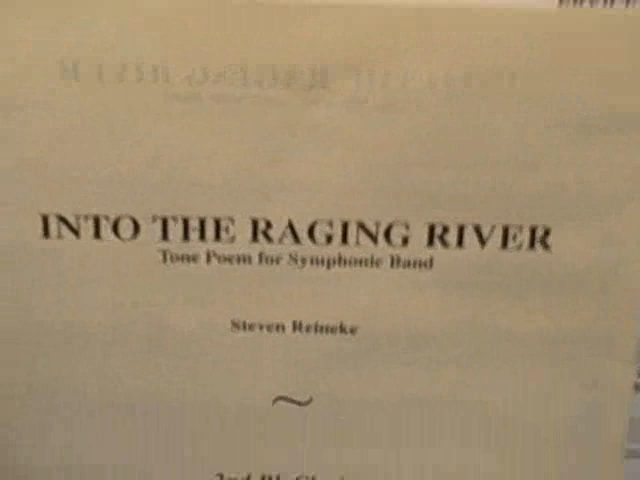 INTO THE RAGING RIVER
Tone Poem for Symphonic Band
Steven Reineke